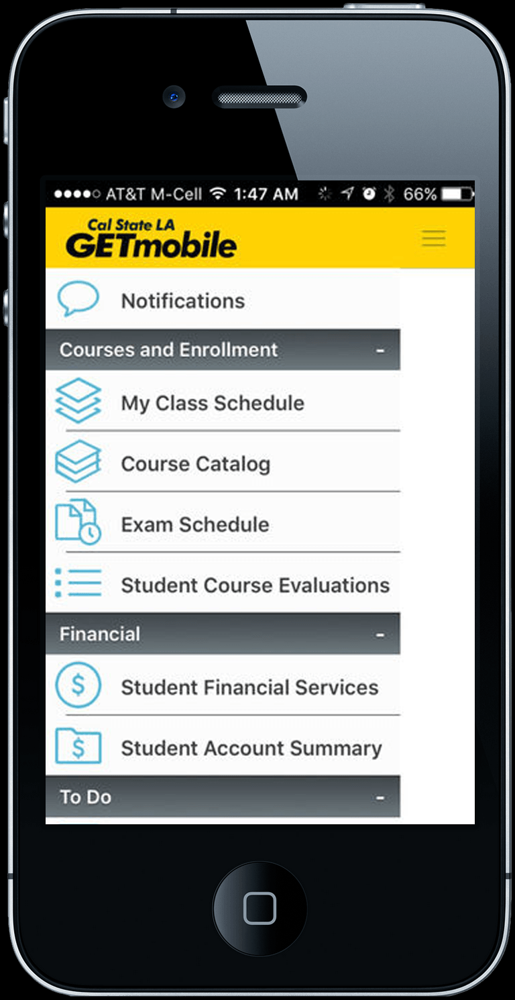 AT&T M-Cell 1:47 AM 66%
Cal State LA
GETmobile
Notifications
Courses and Enrollment -
My Class Schedule
Course Catalog
Exam Schedule
Student Course Evaluations
Financial -
$ Student Financial Services
$ Student Account Summary
To Do -